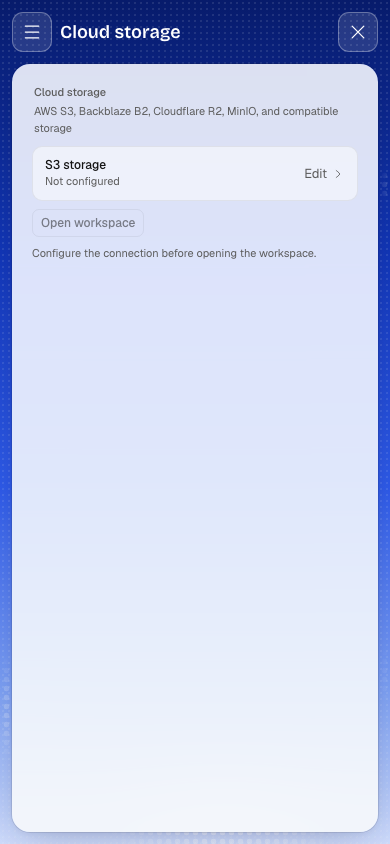 Cloud storage
Cloud storage
AWS S3, Backblaze B2, Cloudflare R2, MinIO, and compatible
storage
S3 storage
Not configured
Edit
Open workspace
Configure the connection before opening the workspace.